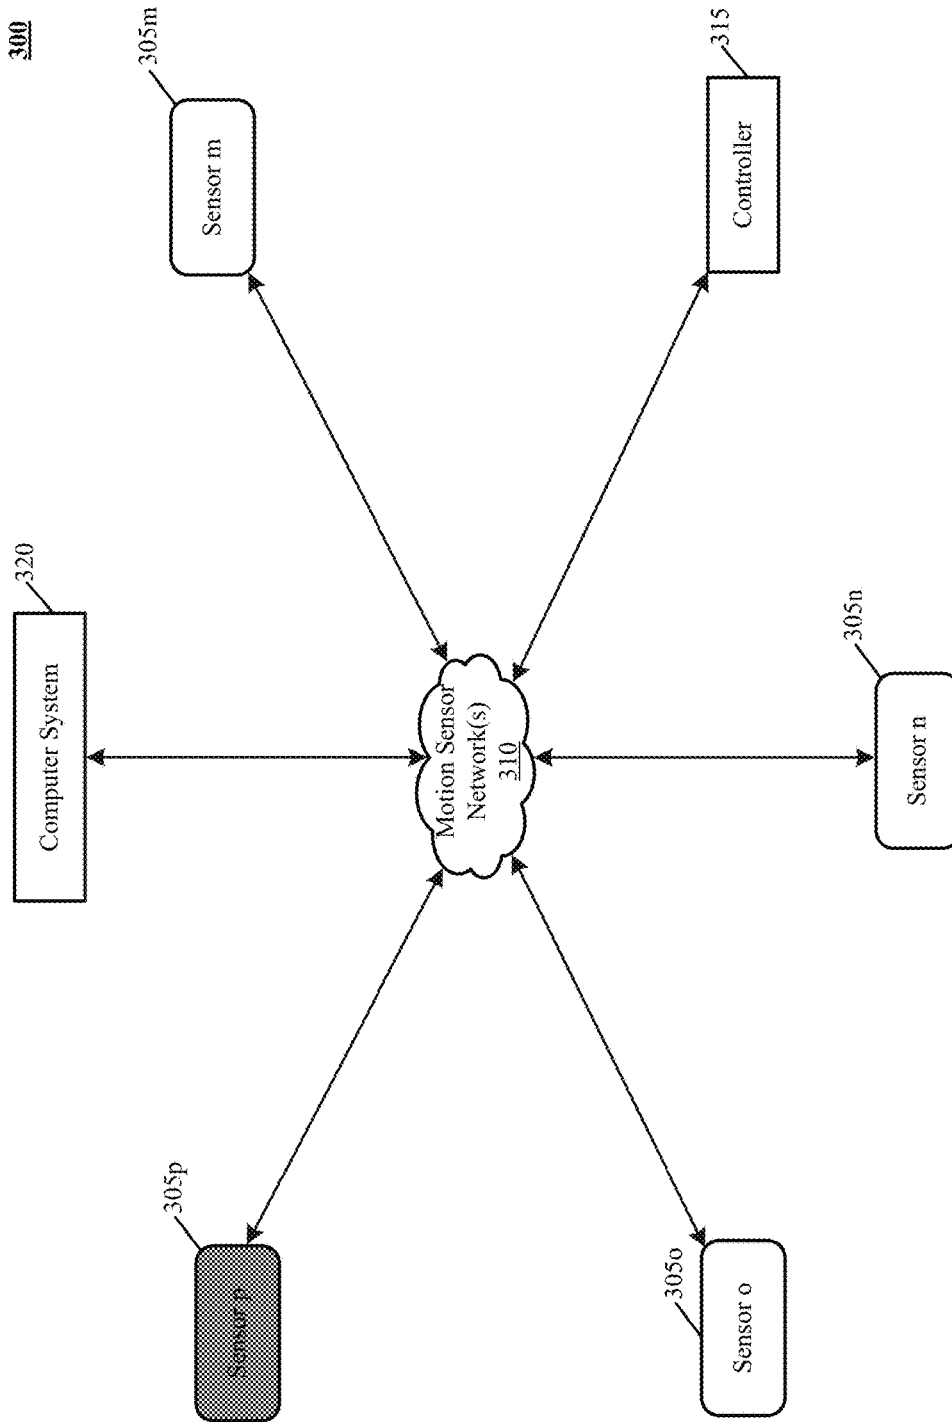 300
Sensor p
305p
Computer System
320
Sensor m
305m
Motion Sensor
Network(s)
310
Sensor o
305o
Sensor n
305n
Controller
315